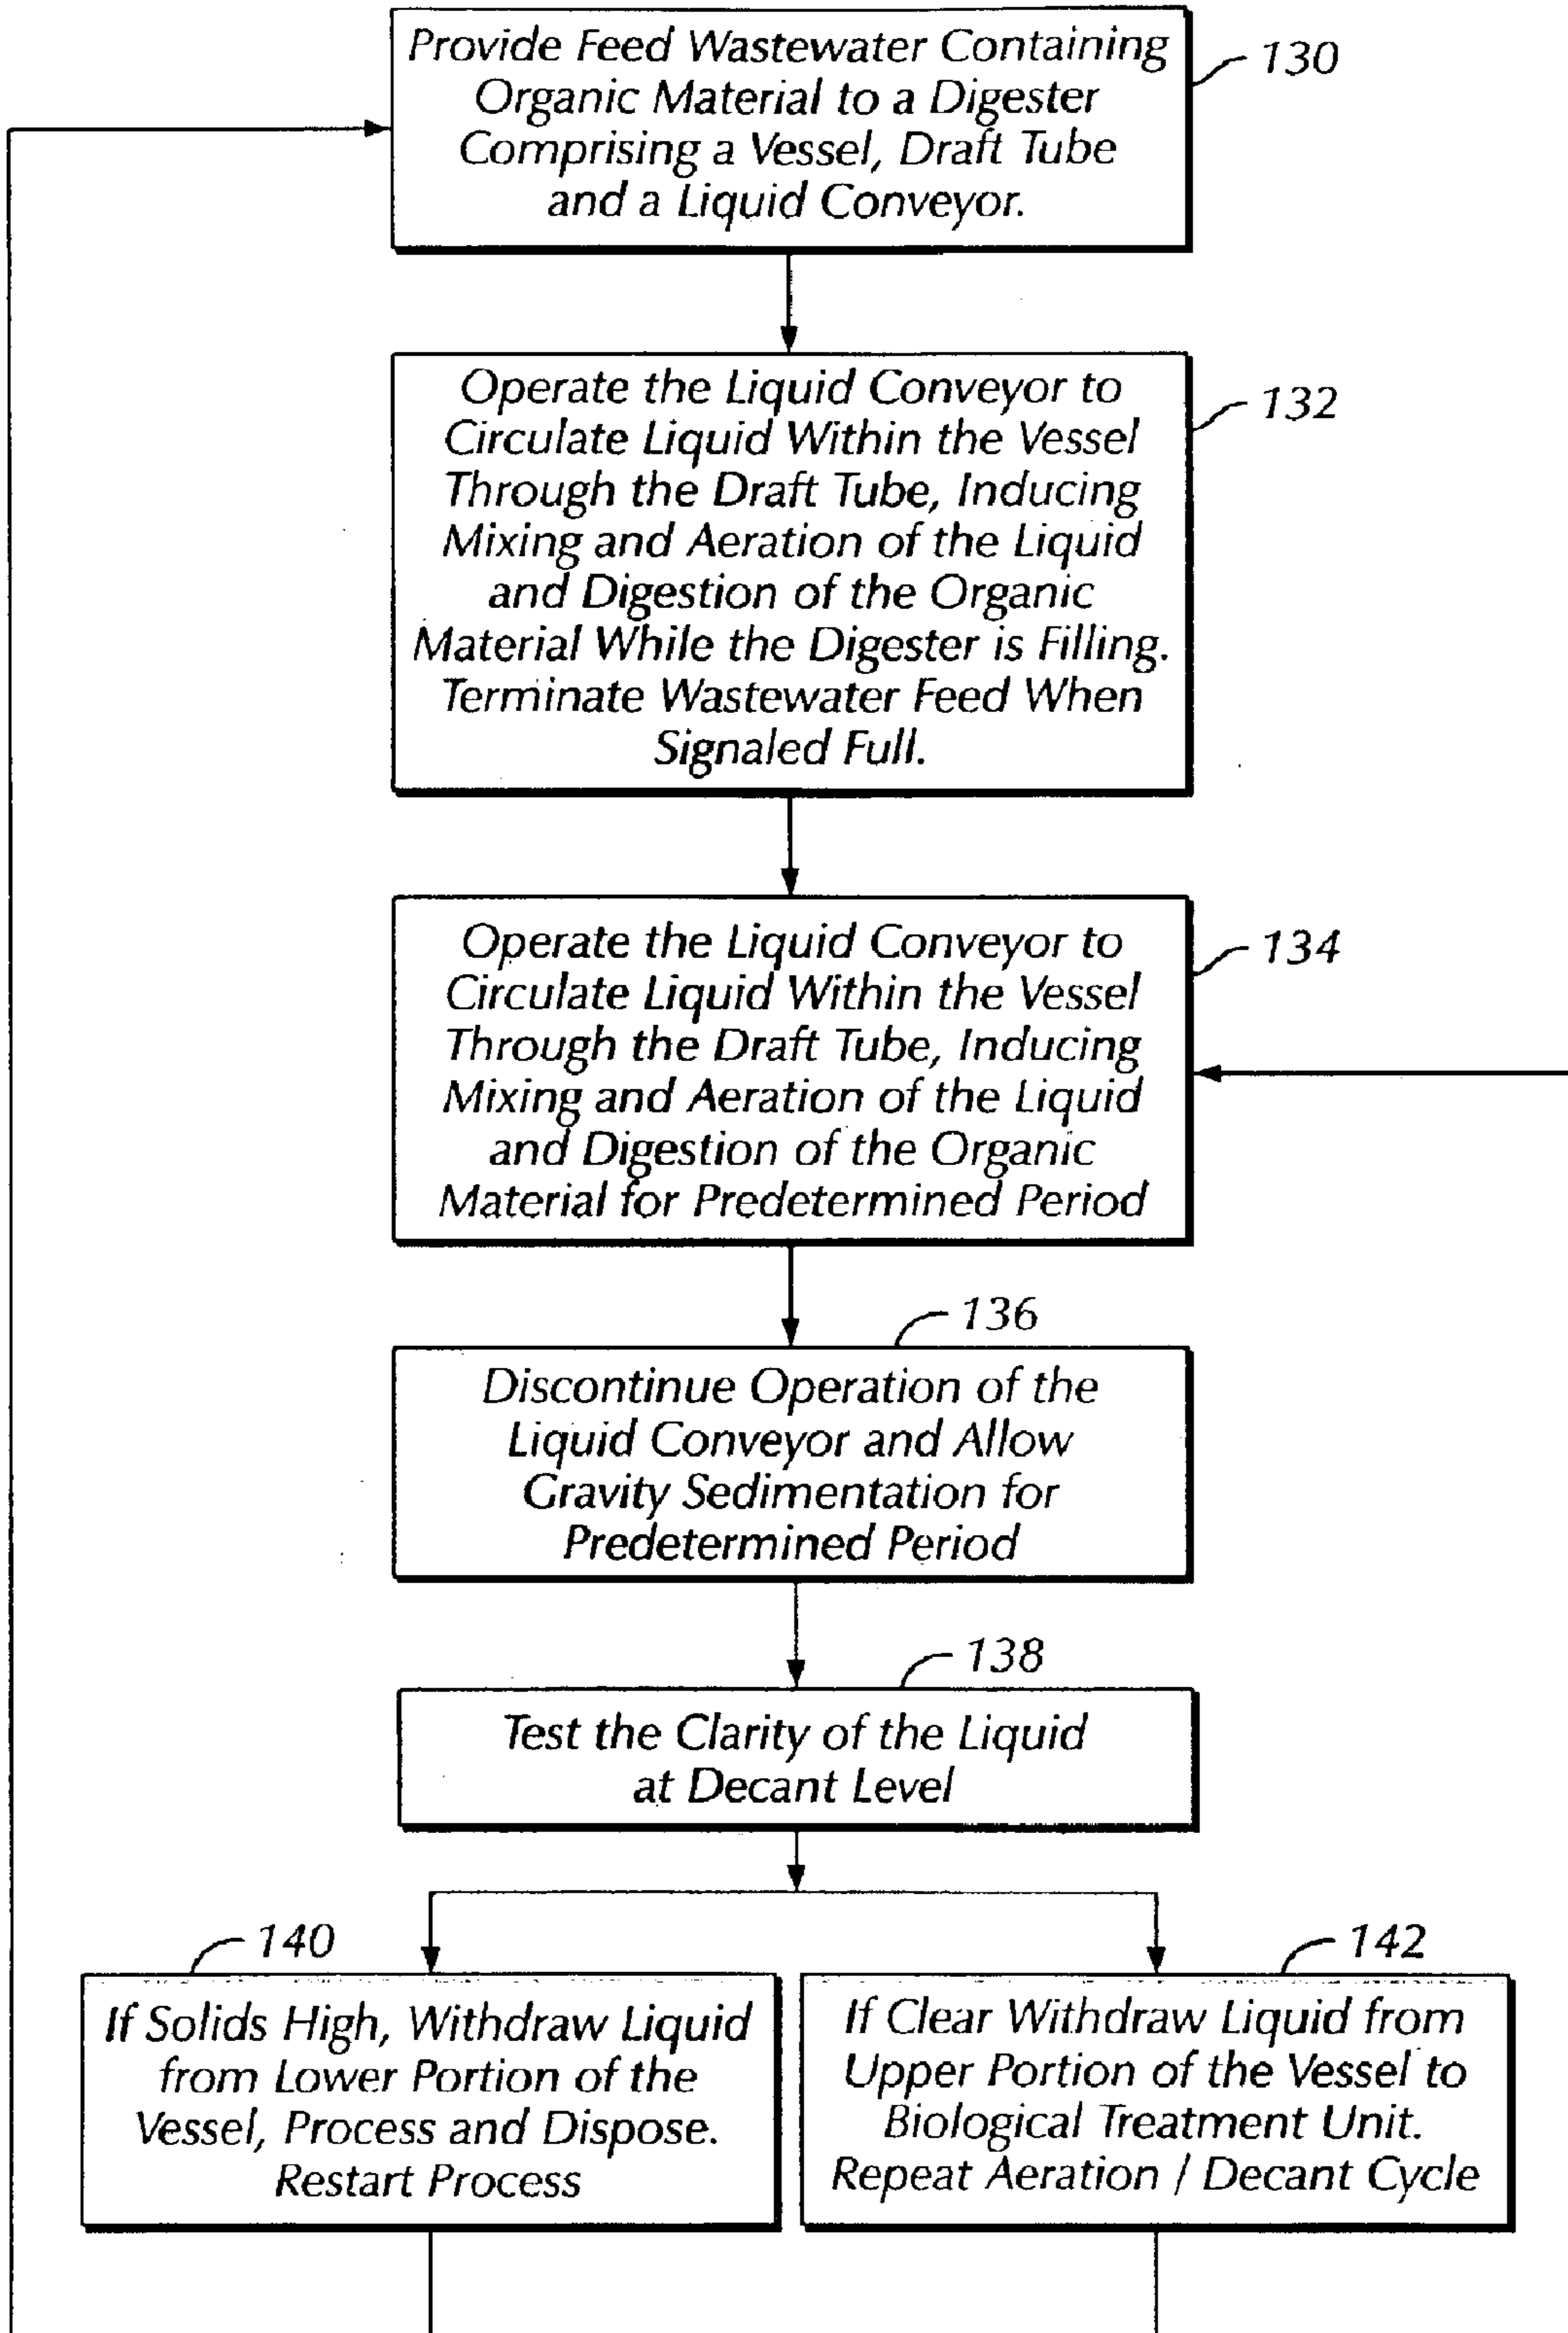 Provide Feed Wastewater Containing
Organic Material to a Digester
Comprising a Vessel, Draft Tube
and a Liquid Conveyor.
130
Operate the Liquid Conveyor to
Circulate Liquid Within the Vessel
Through the Draft Tube, Inducing
Mixing and Aeration of the Liquid
and Digestion of the Organic
Material While the Digester is Filling.
Terminate Wastewater Feed When
Signaled Full.
132
Operate the Liquid Conveyor to
Circulate Liquid Within the Vessel
Through the Draft Tube, Inducing
Mixing and Aeration of the Liquid
and Digestion of the Organic
Material for Predetermined Period
134
136
Discontinue Operation of the
Liquid Conveyor and Allow
Gravity Sedimentation for
Predetermined Period
138
Test the Clarity of the Liquid
at Decant Level
140
If Solids High, Withdraw Liquid
from Lower Portion of the
Vessel, Process and Dispose.
Restart Process
142
If Clear Withdraw Liquid from
Upper Portion of the Vessel to
Biological Treatment Unit.
Repeat Aeration / Decant Cycle